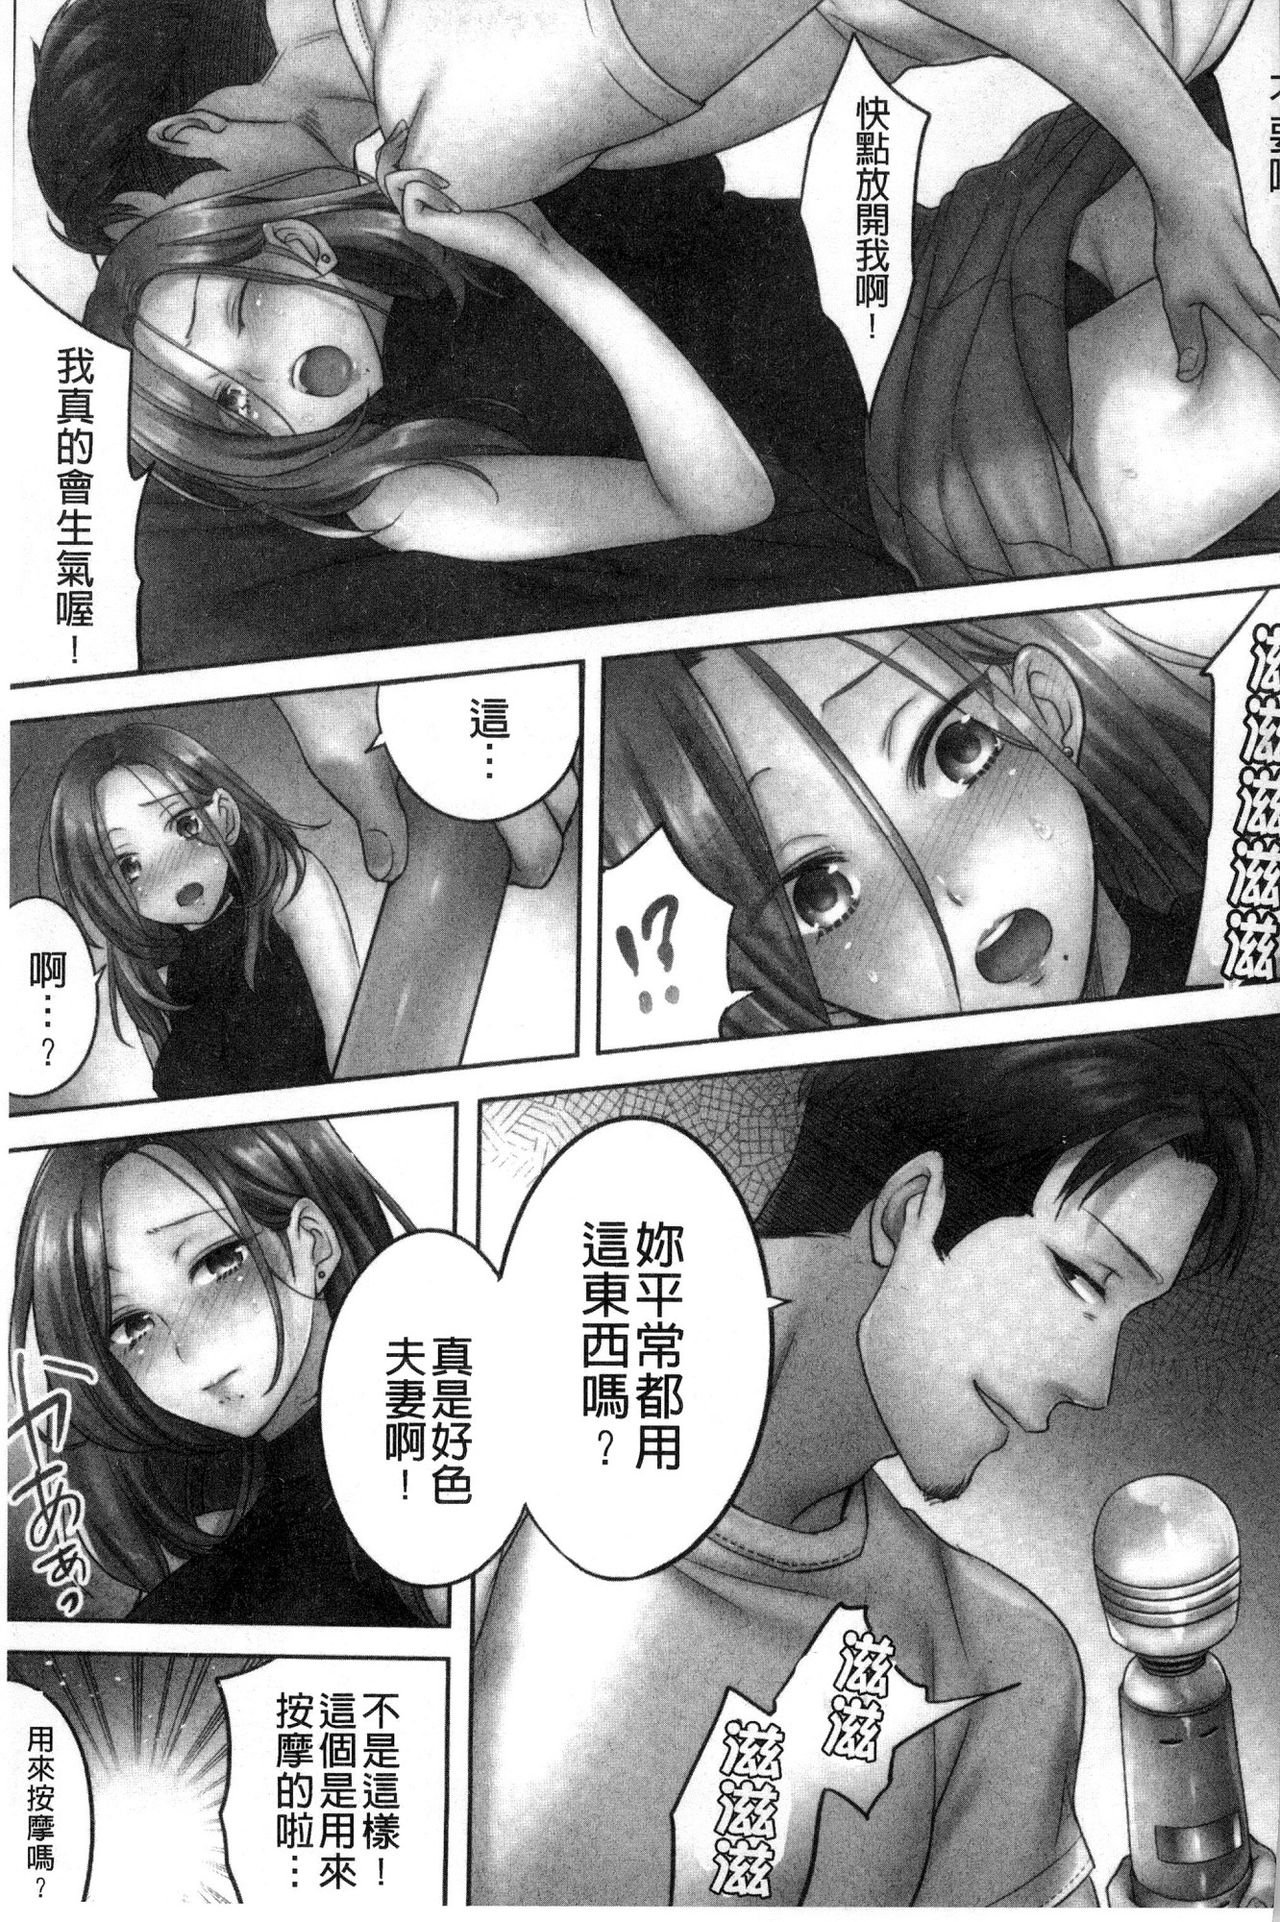 快點放開我啊！
我真的會生氣喔！
滋滋滋滋滋
!?
這…
啊…？
妳平常都用
這東西嗎？
真是好色
夫妻啊！
滋滋
滋滋滋
カァぁぁっ
不是這樣！
這個是用來
按摩的啦…
用來按摩嗎？